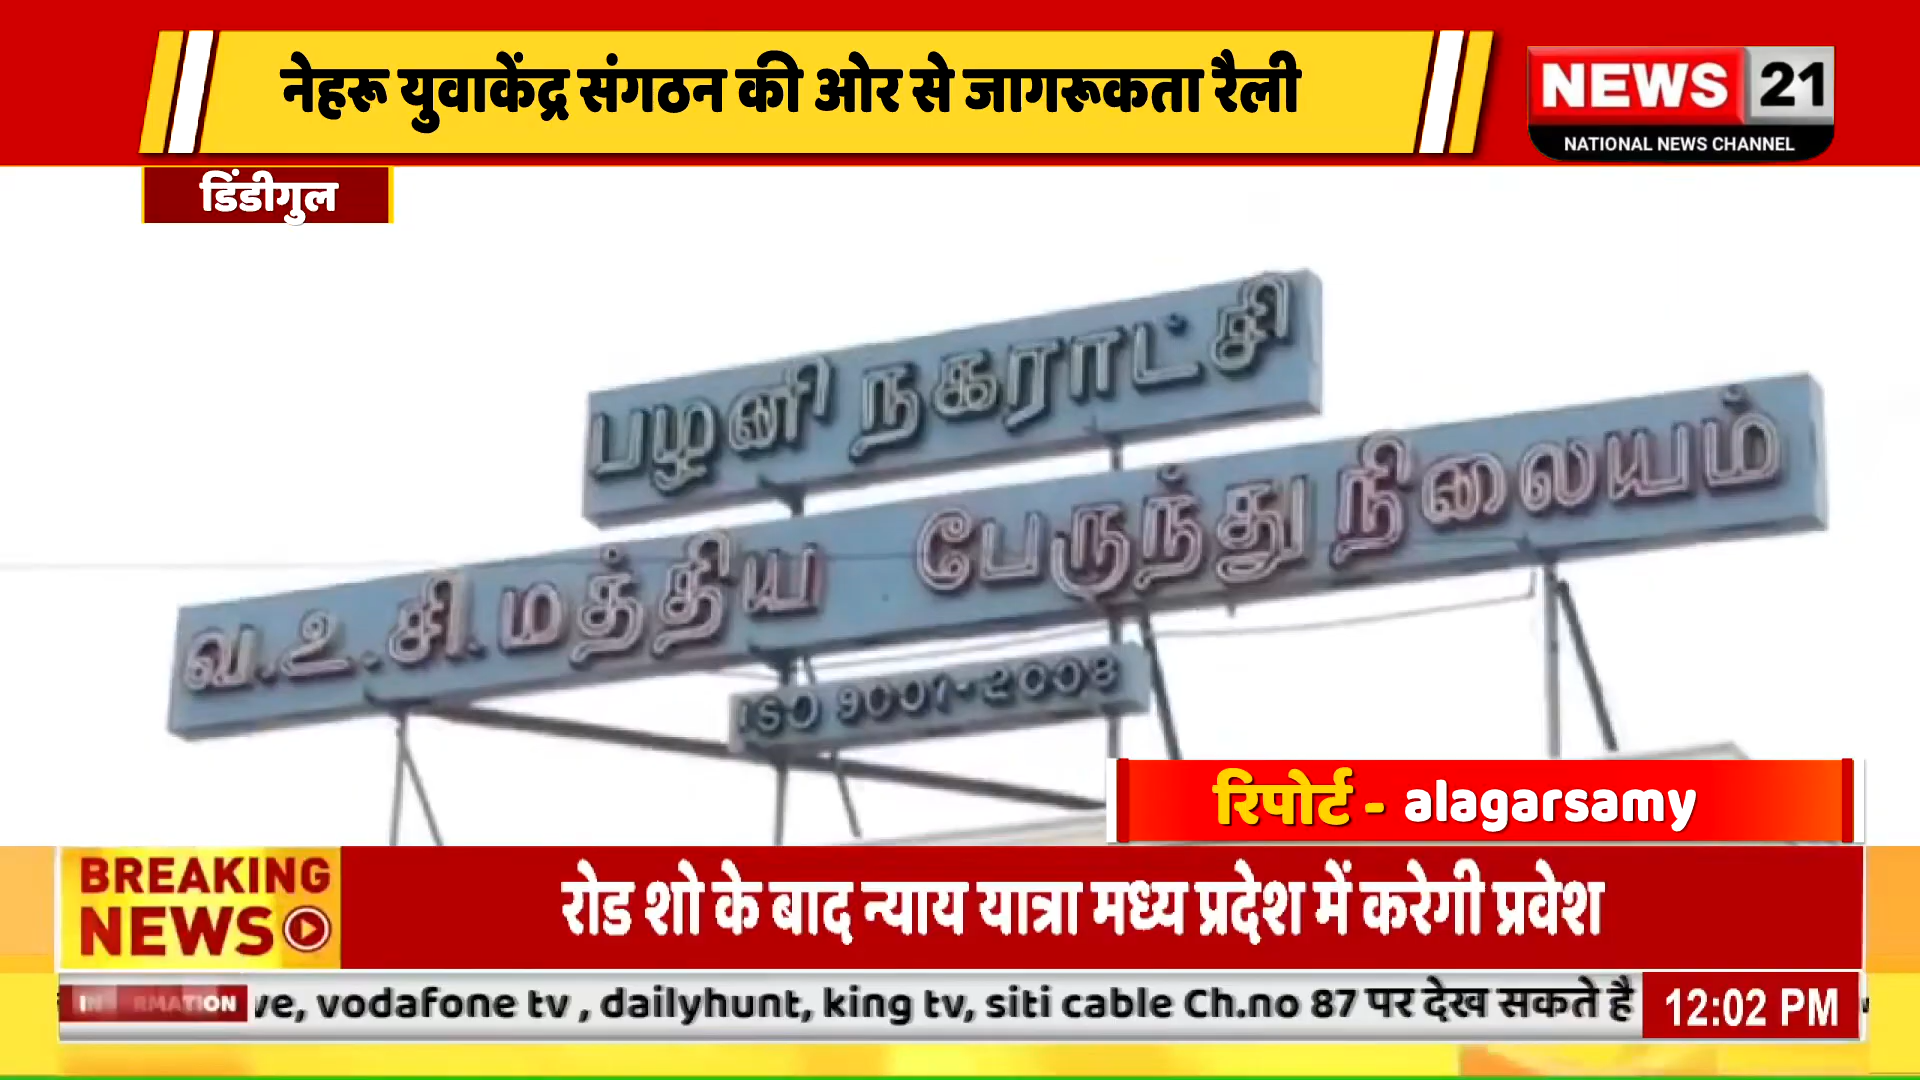 नेहरू युवाकेंद्र संगठन की ओर से जागरूकता रैली
NEWS 21
NATIONAL NEWS CHANNEL
डिंडीगुल
பழனி நகராட்சி
வ.உ.சி.மத்திய பேருந்து நிலையம்
ISO 9001-2008
रिपोर्ट - alagarsamy
BREAKING
NEWS
रोड शो के बाद न्याय यात्रा मध्य प्रदेश में करेगी प्रवेश
ve, vodafone tv , dailyhunt, king tv, siti cable Ch.no 87 पर देख सकते है
12:02 PM